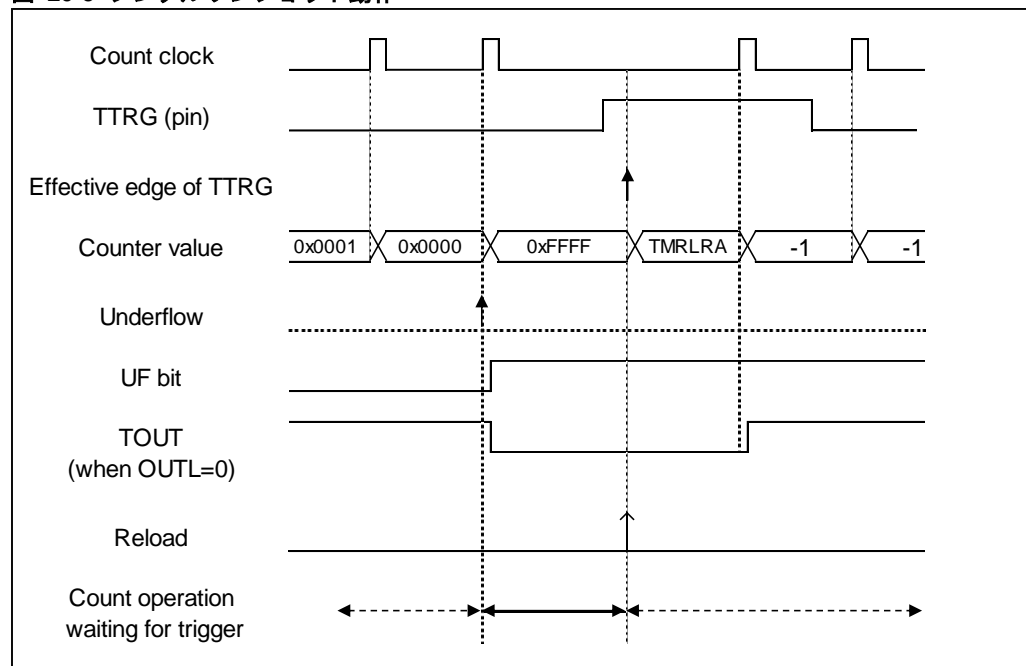 Count clock
TTRG (pin)
Effective edge of TTRG
Counter value
0x0001 0x0000 0xFFFF TMRLRA -1 -1
Underflow
UF bit
TOUT
(when OUTL=0)
Reload
Count operation
waiting for trigger